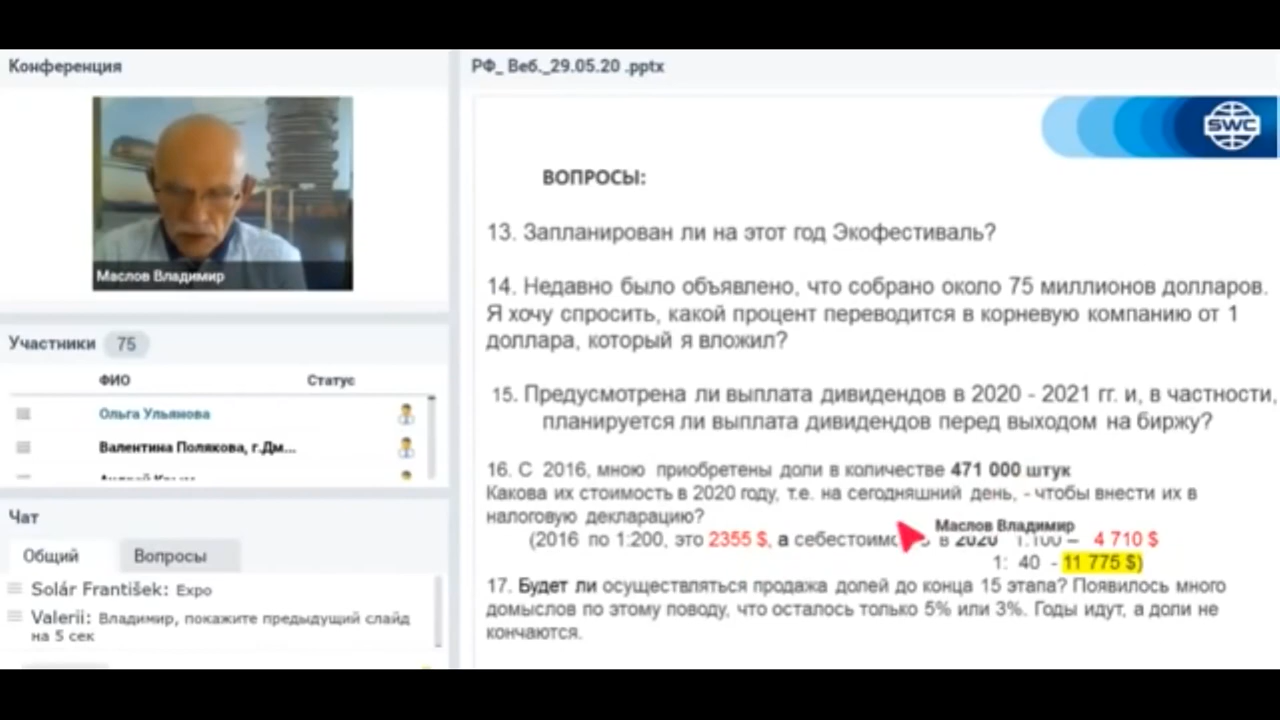 Конференция
РФ_ Веб._29.05.20 .pptx
SWC
Маслов Владимир
Участники 75
ФИО Статус
Ольга Ульянова
Валентина Полякова, г.Дм...
Чат
Общий Вопросы
Solár František: Expo
Valerii: Владимир, покажите предыдущий слайд
на 5 сек
ВОПРОСЫ:
13. Запланирован ли на этот год Экофестиваль?
14. Недавно было объявлено, что собрано около 75 миллионов долларов.
Я хочу спросить, какой процент переводится в корневую компанию от 1
доллара, который я вложил?
15. Предусмотрена ли выплата дивидендов в 2020 - 2021 гг. и, в частности,
планируется ли выплата дивидендов перед выходом на биржу?
16. С 2016, мною приобретены доли в количестве 471 000 штук
Какова их стоимость в 2020 году, т.е. на сегодняшний день, - чтобы внести их в
налоговую декларацию?
Маслов Владимир
(2016 по 1:200, это 2355 $, а себестоимо в 2020 1:100 – 4 710 $
1: 40 - 11 775 $)
17. Будет ли осуществляться продажа долей до конца 15 этапа? Появилось много
домыслов по этому поводу, что осталось только 5% или 3%. Годы идут, а доли не
кончаются.